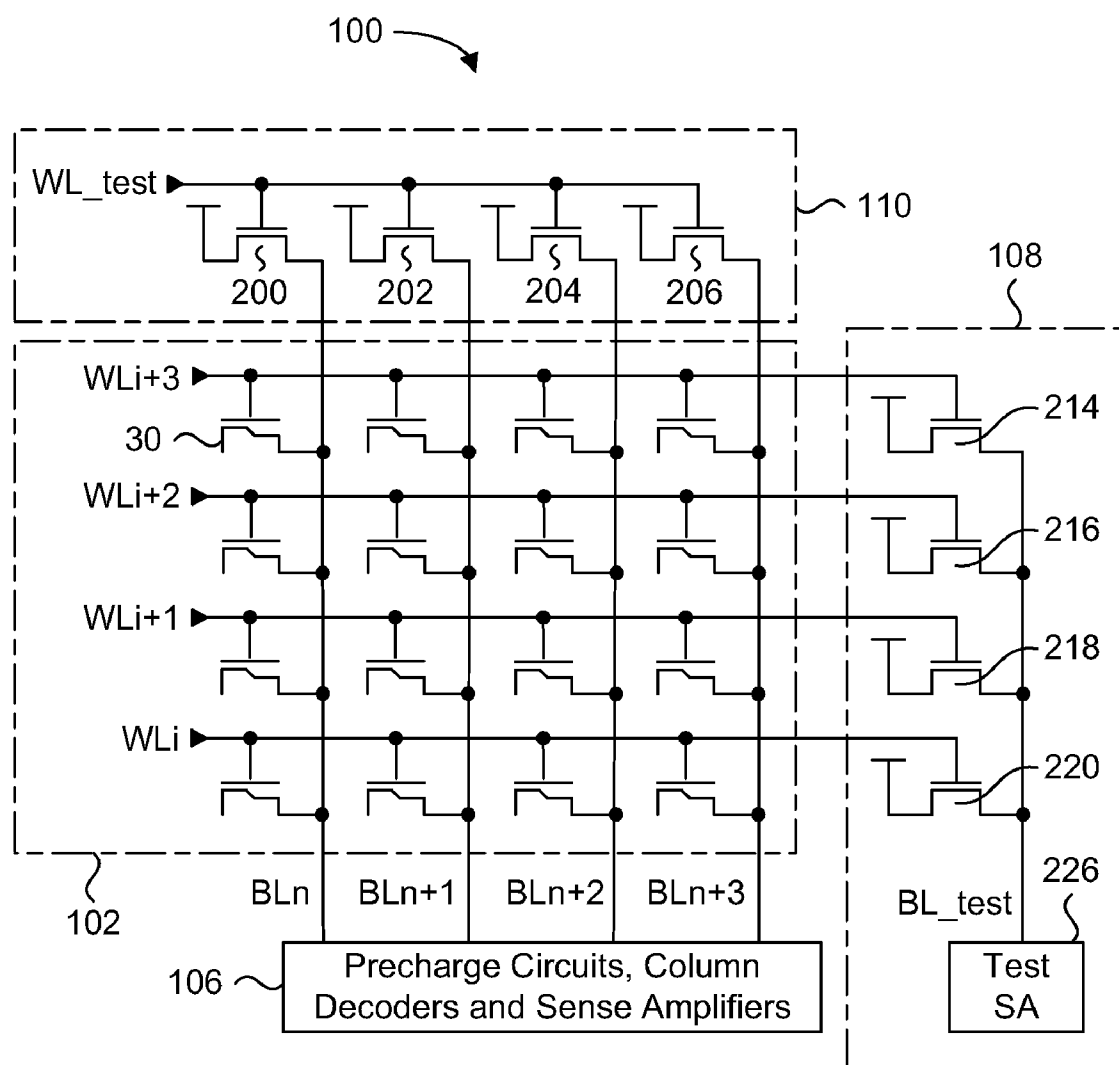 100
WL_test
110
200
202
204
206
108
WLi+3
214
30
WLi+2
216
WLi+1
218
WLi
220
102
BLn
BLn+1
BLn+2
BLn+3
BL_test
226
106
Precharge Circuits, Column
Decoders and Sense Amplifiers
Test
SA